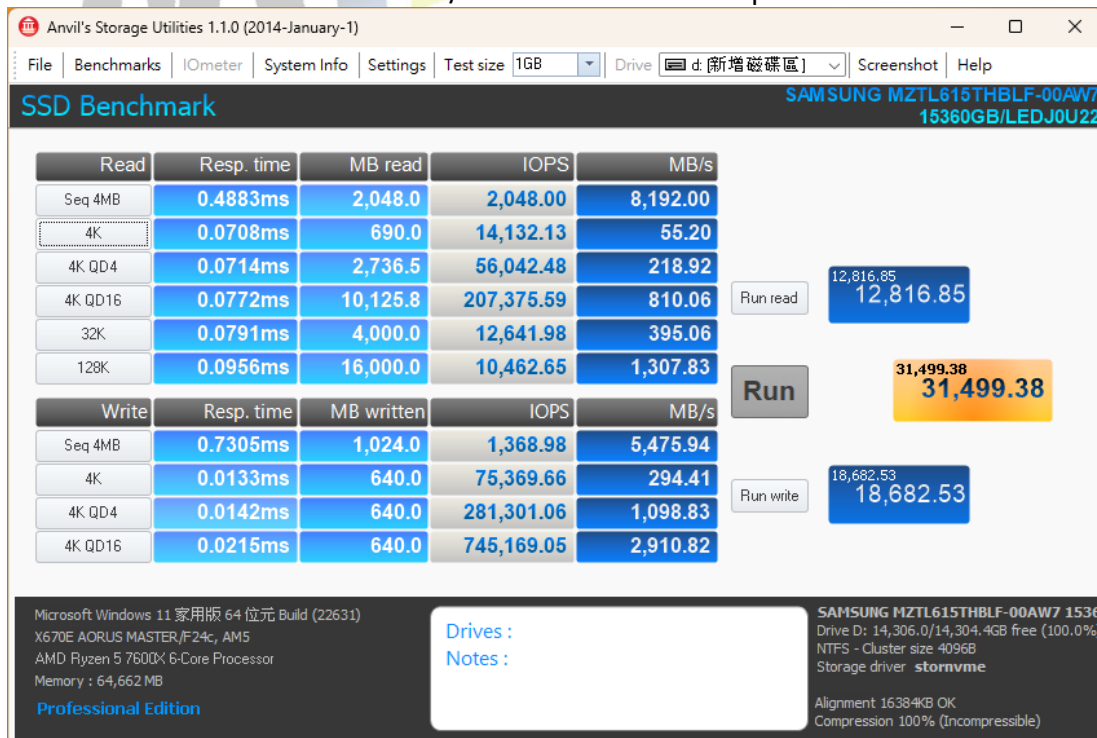 Anvil's Storage Utilities 1.1.0 (2014-January-1)
File Benchmarks IOmeter System Info Settings Test size 1GB Drive d: [新增磁碟區] Screenshot Help
SSD Benchmark
SAMSUNG MZTL615THBLF-00AW7
15360GB/LEDJ0U22
Read Resp. time MB read IOPS MB/s
Seq 4MB 0.4883ms 2,048.0 2,048.00 8,192.00
4K 0.0708ms 690.0 14,132.13 55.20
4K QD4 0.0714ms 2,736.5 56,042.48 218.92
4K QD16 0.0772ms 10,125.8 207,375.59 810.06
32K 0.0791ms 4,000.0 12,641.98 395.06
128K 0.0956ms 16,000.0 10,462.65 1,307.83
Run read
12,816.85
12,816.85
Run
31,499.38
31,499.38
Write Resp. time MB written IOPS MB/s
Seq 4MB 0.7305ms 1,024.0 1,368.98 5,475.94
4K 0.0133ms 640.0 75,369.66 294.41
4K QD4 0.0142ms 640.0 281,301.06 1,098.83
4K QD16 0.0215ms 640.0 745,169.05 2,910.82
Run write
18,682.53
18,682.53
Microsoft Windows 11 家用版 64 位元 Build (22631)
X670E AORUS MASTER/F24c, AM5
AMD Ryzen 5 7600X 6-Core Processor
Memory : 64,662 MB
Professional Edition
Drives :
Notes :
SAMSUNG MZTL615THBLF-00AW7 1536
Drive D: 14,306.0/14,304.4GB free (100.0%)
NTFS - Cluster size 4096B
Storage driver stornvme
Alignment 16384KB OK
Compression 100% (Incompressible)